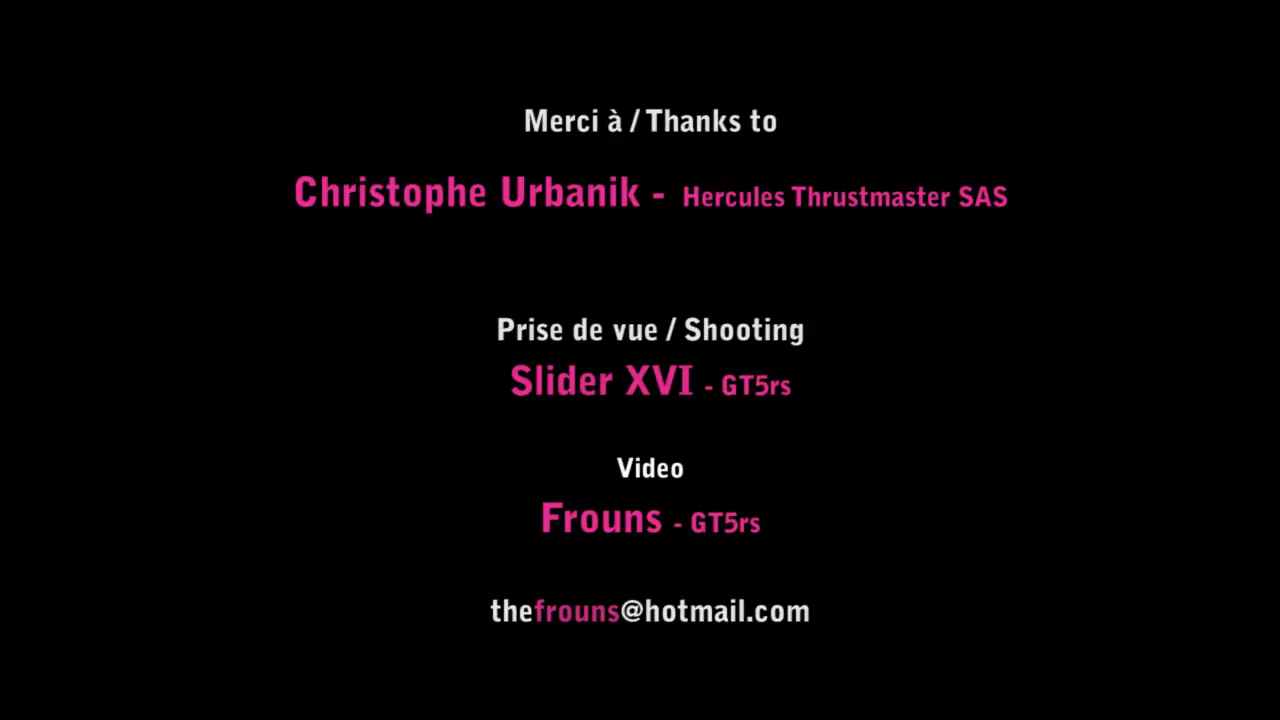 Merci à / Thanks to
Christophe Urbanik - Hercules Thrustmaster SAS
Prise de vue / Shooting
Slider XVI - GT5rs
Video
Frouns - GT5rs
thefrouns@hotmail.com